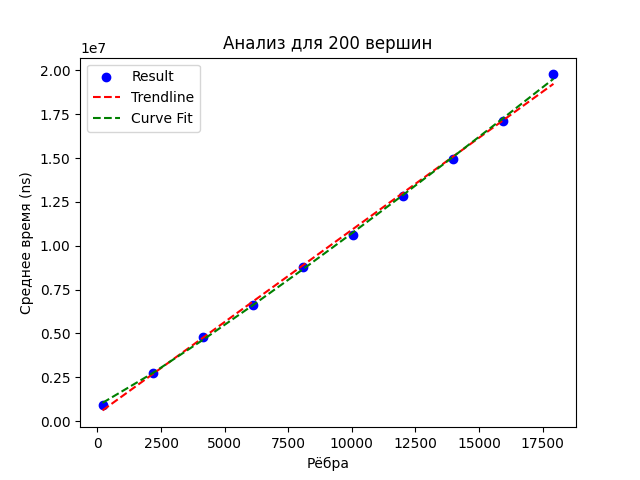 Анализ для 200 вершин
1e7
2.00
1.75
1.50
1.25
1.00
0.75
0.50
0.25
0.00
Среднее время (ns)
Result
Trendline
Curve Fit
0 2500 5000 7500 10000 12500 15000 17500
Рёбра